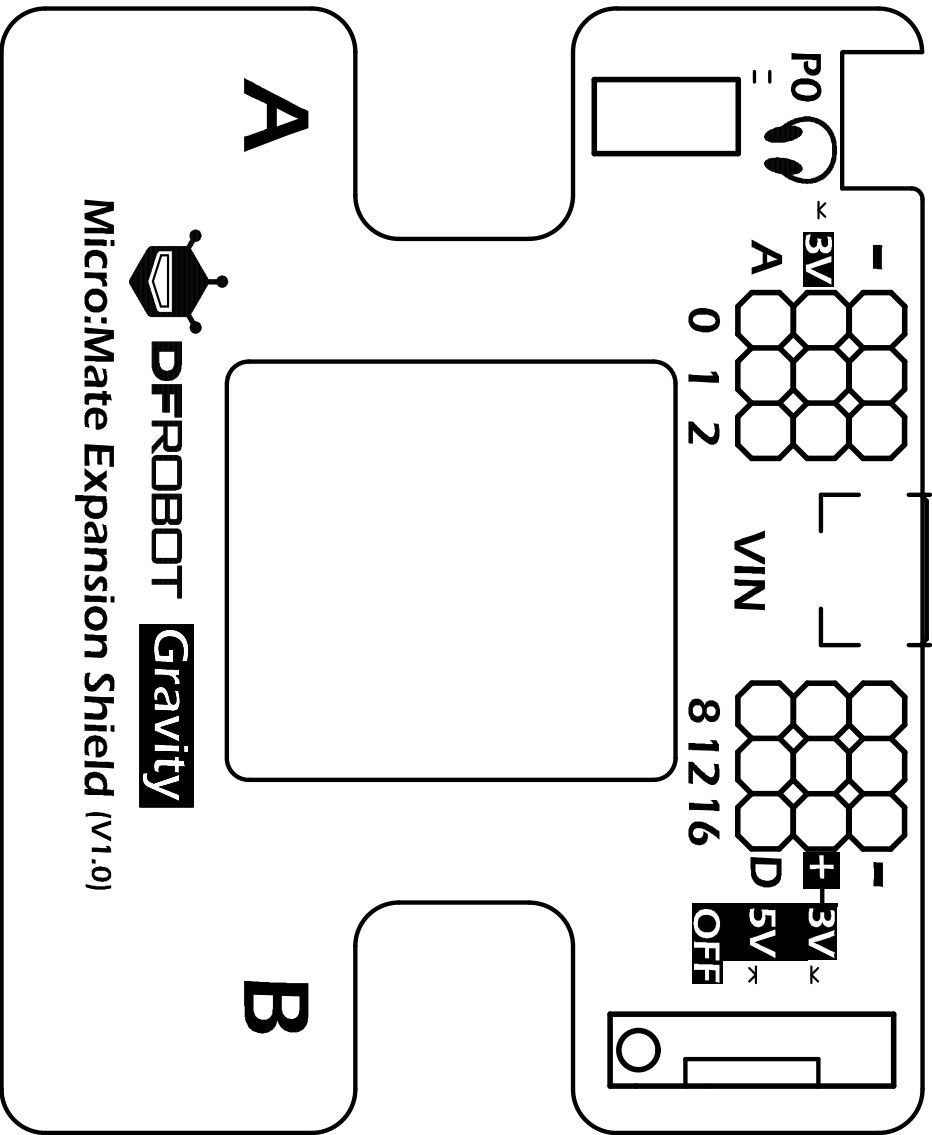 P0
A 3V -
0
1
2
VIN
8
12
16
D + -
OFF 5V 3V
A
B
DFROBOT Gravity
Micro:Mate Expansion Shield (V1.0)